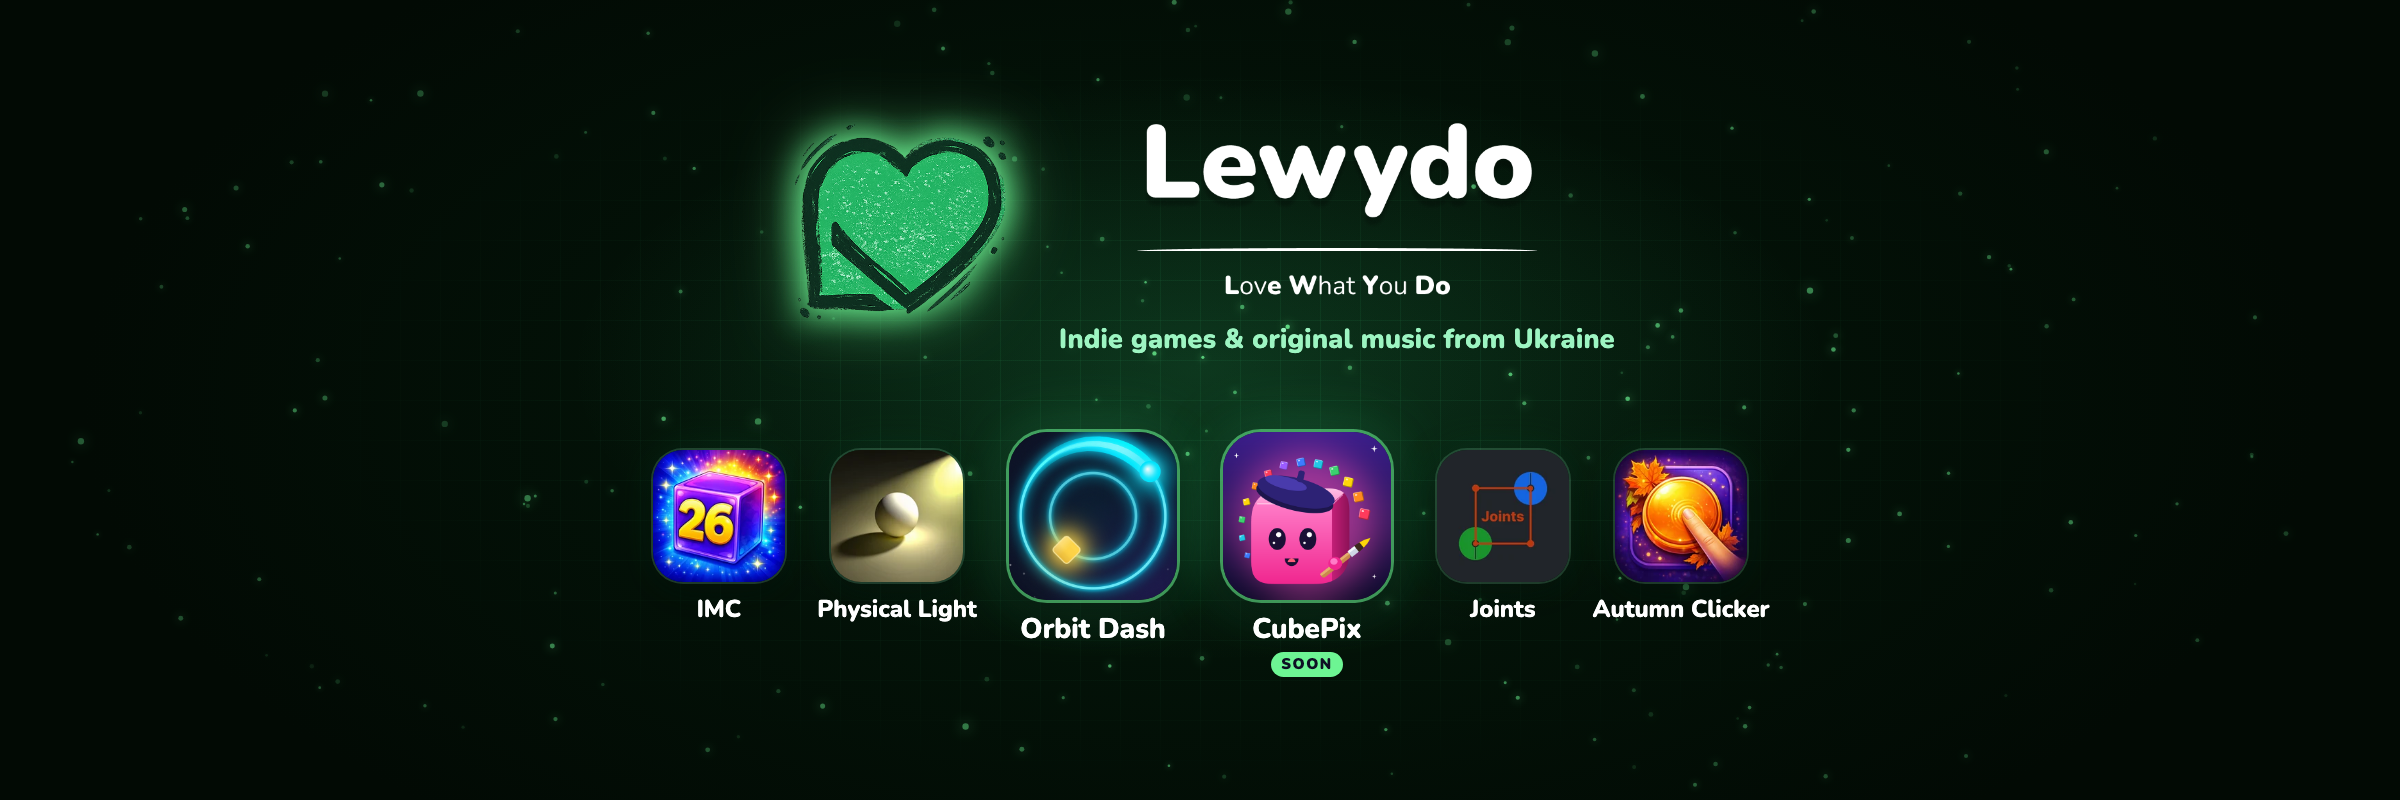 Lewydo
Love What You Do
Indie games & original music from Ukraine
26
Joints
IMC
Physical Light
Orbit Dash
CubePix
Joints
Autumn Clicker
SOON